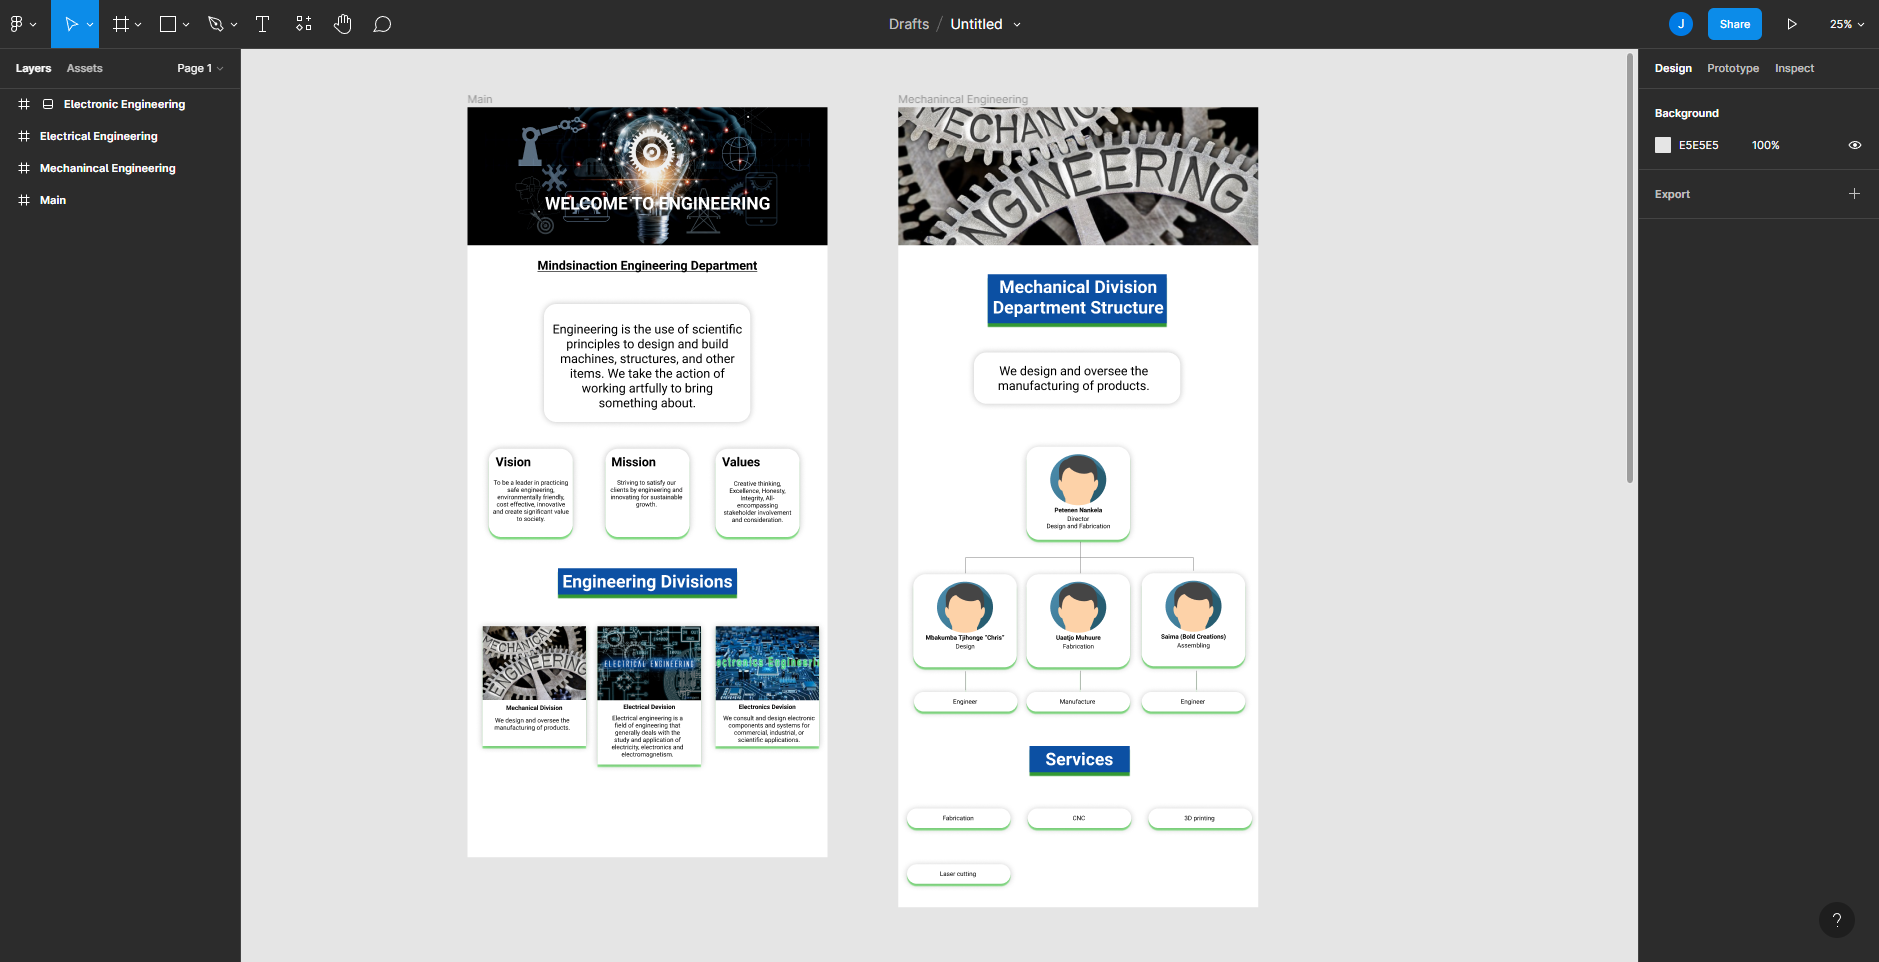 Drafts / Untitled
J
Share
25%
Layers
Assets
Page 1
Electronic Engineering
Electrical Engineering
Mechanincal Engineering
Main
Main
WELCOME TO ENGINEERING
Mindsinaction Engineering Department
Engineering is the use of scientific
principles to design and build
machines, structures, and other
items. We take the action of
working artfully to bring
something about.
Vision
To be a leader in practicing
safe engineering,
environmentally friendly,
cost effective, innovative
and create significant value
to society.
Mission
Striving to satisfy our
clients by engineering and
innovating for sustainable
growth.
Values
Creative thinking,
Excellence, Honesty,
Integrity, All-
encompassing
stakeholder involvement
and consideration.
Engineering Divisions
MECHANICAL
ENGINEERING
Mechanical Division
We design and oversee the
manufacturing of products.
ELECTRICAL ENGINEERING
Electrical Devision
Electrical engineering is a
field of engineering that
generally deals with the
study and application of
electricity, electronics and
electromagnetism.
Electronics Devision
We consult and design electronic
components and systems for
commercial, industrial, or
scientific applications.
Mechanincal Engineering
MECHANIC
ENGINEERING
Mechanical Division
Department Structure
We design and oversee the
manufacturing of products.
Petenen Nankela
Director
Design and Fabrication
Mbakumba Tjihonge "Chris"
Design
Uaatjo Muhuure
Fabrication
Saima (Bold Creations)
Assembling
Engineer
Manufacture
Engineer
Services
Fabrication
CNC
3D printing
Laser cutting
Design
Prototype
Inspect
Background
E5E5E5
100%
Export
?